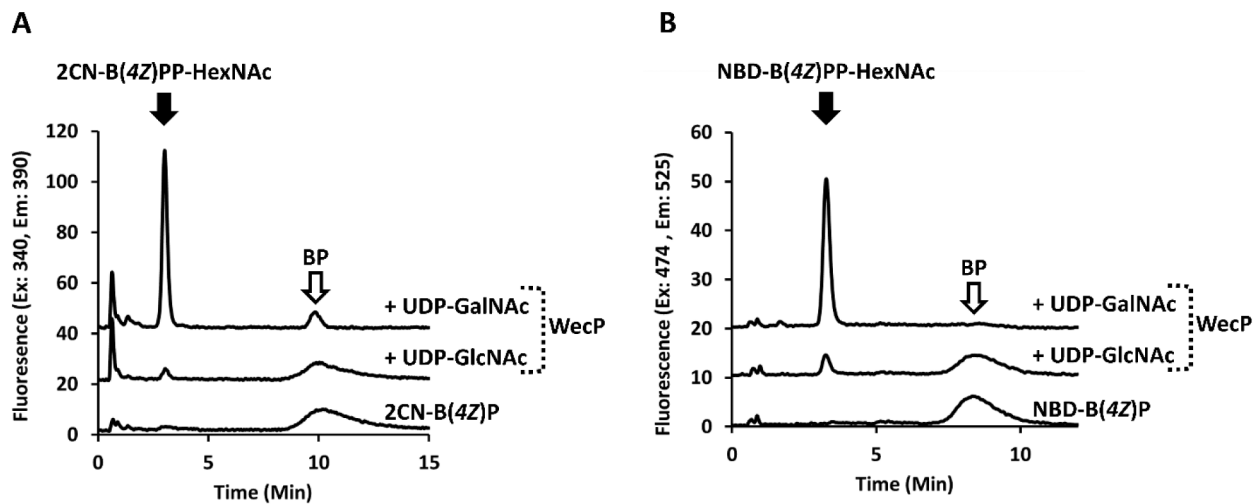 A
2CN-B(4Z)PP-HexNAc
Fluoresence (Ex: 340, Em: 390)
120
100
80
60
40
20
0
BP
+ UDP-GalNAc
+ UDP-GlcNAc
WecP
2CN-B(4Z)P
0
5
10
15
Time (Min)
B
NBD-B(4Z)PP-HexNAc
Fluorescence (Ex: 474 , Em: 525)
60
50
40
30
20
10
0
BP
+ UDP-GalNAc
+ UDP-GlcNAc
WecP
NBD-B(4Z)P
0
5
10
Time (Min)